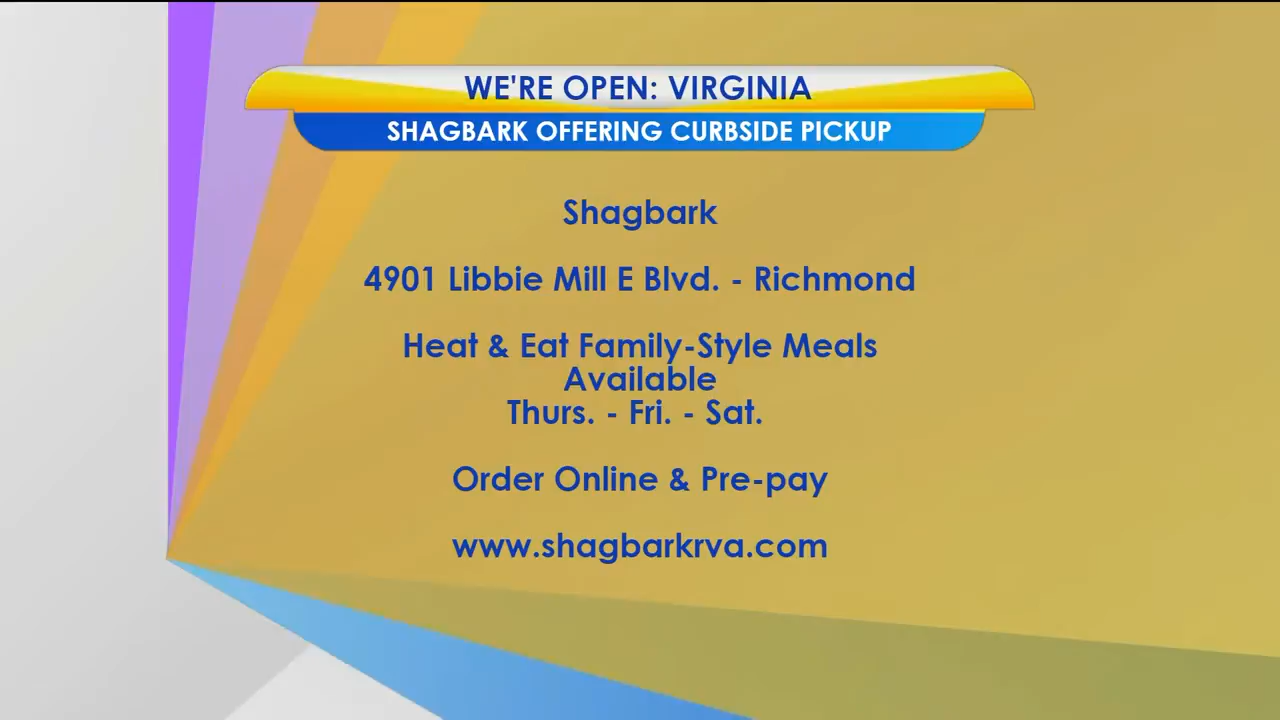 WE'RE OPEN: VIRGINIA
SHAGBARK OFFERING CURBSIDE PICKUP
Shagbark
4901 Libbie Mill E Blvd. - Richmond
Heat & Eat Family-Style Meals
Available
Thurs. - Fri. - Sat.
Order Online & Pre-pay
www.shagbarkrva.com